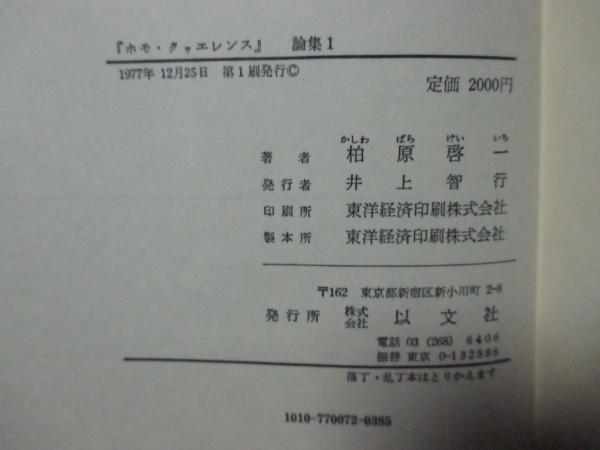 『ホモ・クヮエレンス』 論集1
1977年 12月25日 第1刷発行©
定価 2000円
かしわ ばら けい いち
著者 柏原啓一
発行者 井上智行
印刷所 東洋経済印刷株式会社
製本所 東洋経済印刷株式会社
〒162 東京都新宿区新小川町 2-8
発行所 株式会社 以文社
電話 03 (268) 6406
振替 東京 0-132886
落丁・乱丁本はとりかえます
1010-770072-0385